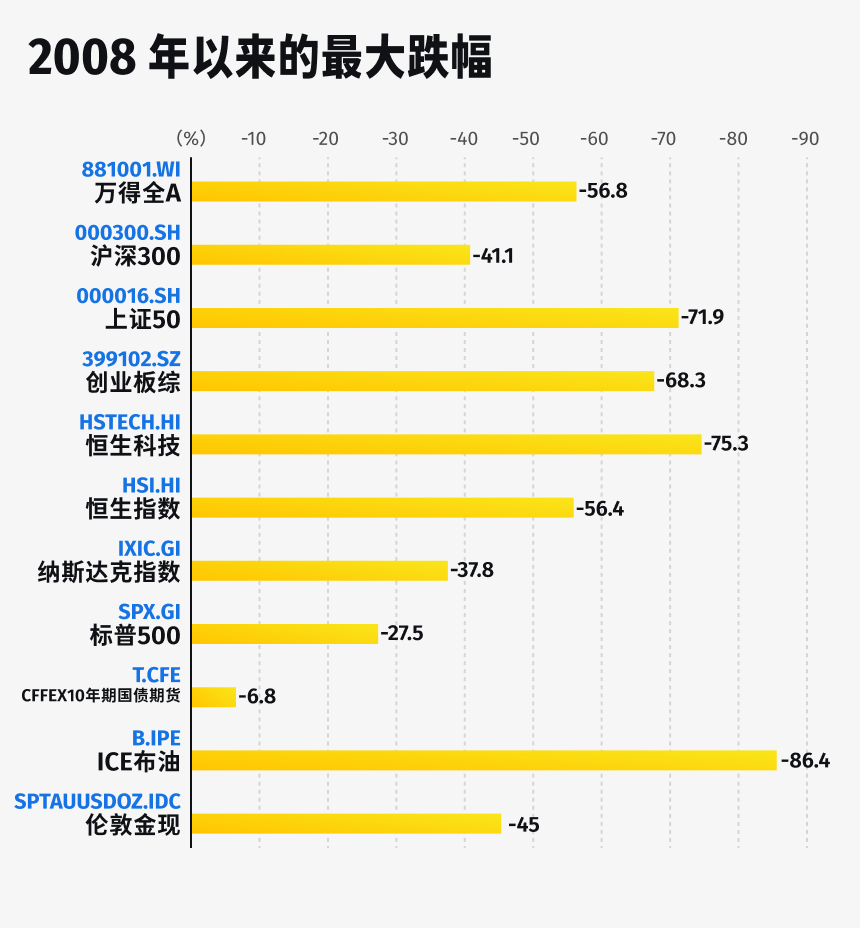 2008 年以来的最大跌幅
(%) -10 -20 -30 -40 -50 -60 -70 -80 -90
881001.WI
万得全A -56.8
000300.SH
沪深300 -41.1
000016.SH
上证50 -71.9
399102.SZ
创业板综 -68.3
HSTECH.HI
恒生科技 -75.3
HSI.HI
恒生指数 -56.4
IXIC.GI
纳斯达克指数 -37.8
SPX.GI
标普500 -27.5
T.CFE
CFFEX10年期国债期货 -6.8
B.IPE
ICE布油 -86.4
SPTAUUSDOZ.IDC
伦敦金现 -45